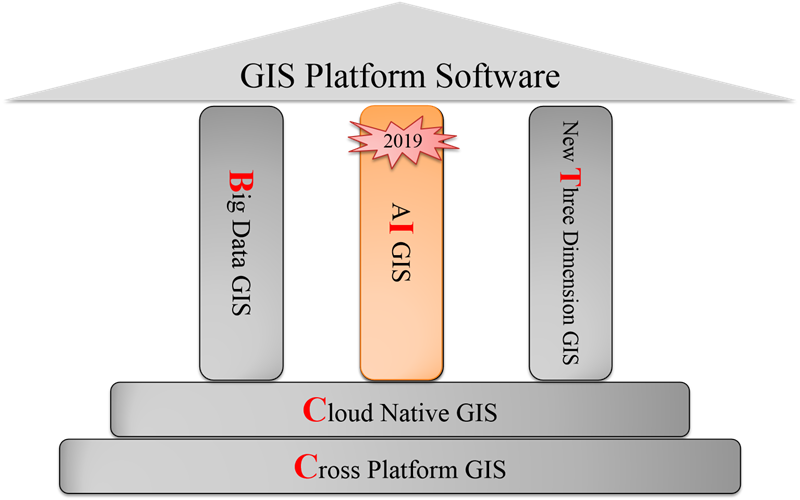 GIS Platform Software
Big Data GIS
2019
AI GIS
New Three Dimension GIS
Cloud Native GIS
Cross Platform GIS